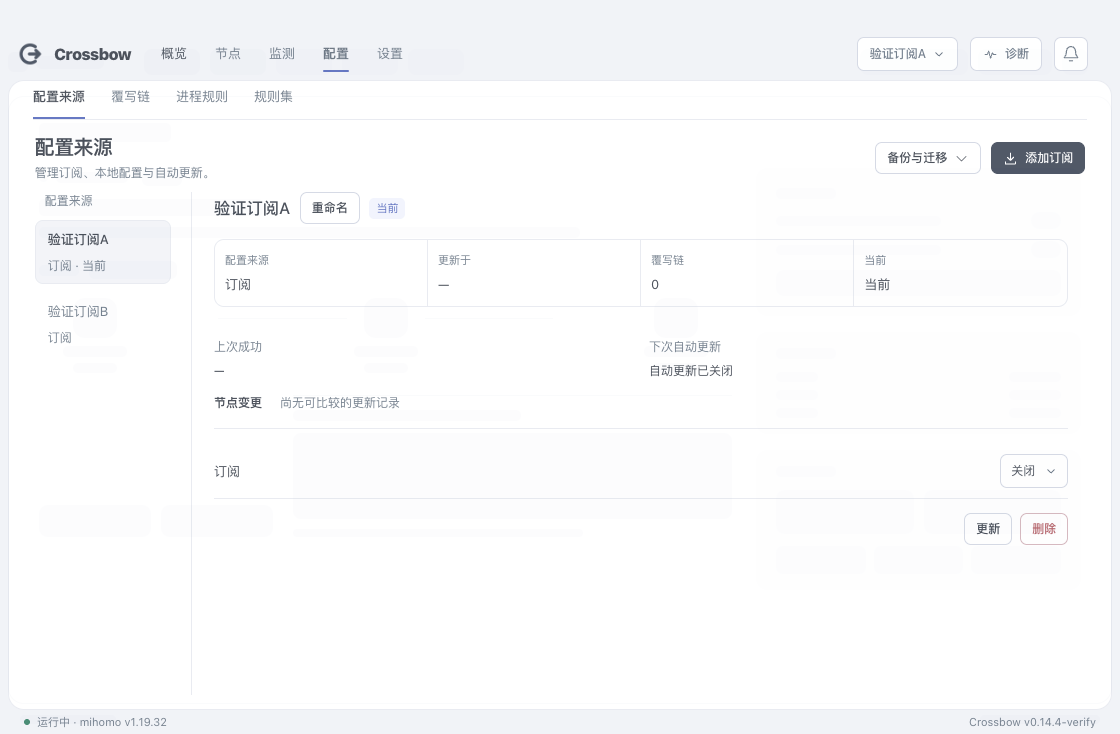 Crossbow 概览 节点 监测 配置 设置 验证订阅A 诊断
配置来源 覆写链 进程规则 规则集
配置来源
管理订阅、本地配置与自动更新。
备份与迁移 添加订阅
配置来源
验证订阅A
订阅 · 当前
验证订阅B
订阅
验证订阅A 重命名 当前
配置来源 更新于 覆写链 当前
订阅 — 0 当前
上次成功 下次自动更新
— 自动更新已关闭
节点变更 尚无可比较的更新记录
订阅 关闭
更新 删除
运行中 · mihomo v1.19.32 Crossbow v0.14.4-verify